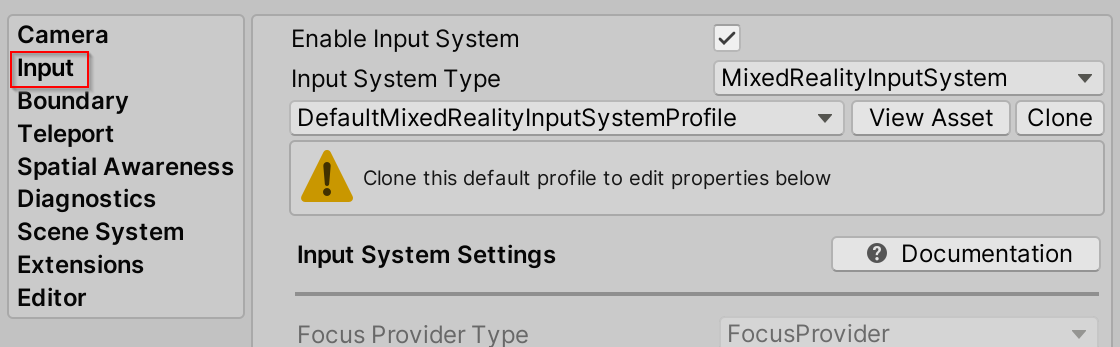 Camera
Input
Boundary
Teleport
Spatial Awareness
Diagnostics
Scene System
Extensions
Editor
Enable Input System
Input System Type MixedRealityInputSystem
DefaultMixedRealityInputSystemProfile View Asset Clone
Clone this default profile to edit properties below
Input System Settings Documentation
Focus Provider Type FocusProvider